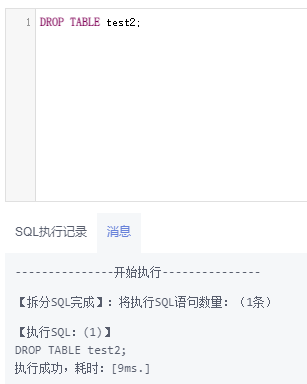 1 DROP TABLE test2;
SQL执行记录 消息
---------------开始执行---------------
【拆分SQL完成】：将执行SQL语句数量：（1条）
【执行SQL：(1)】
DROP TABLE test2;
执行成功，耗时：[9ms.]